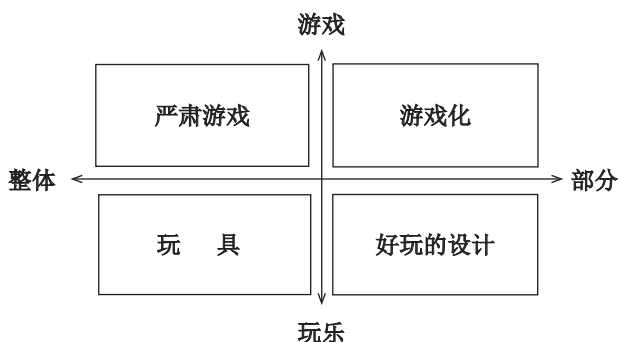 游戏
严肃游戏 游戏化
整体 部分
玩 具 好玩的设计
玩乐